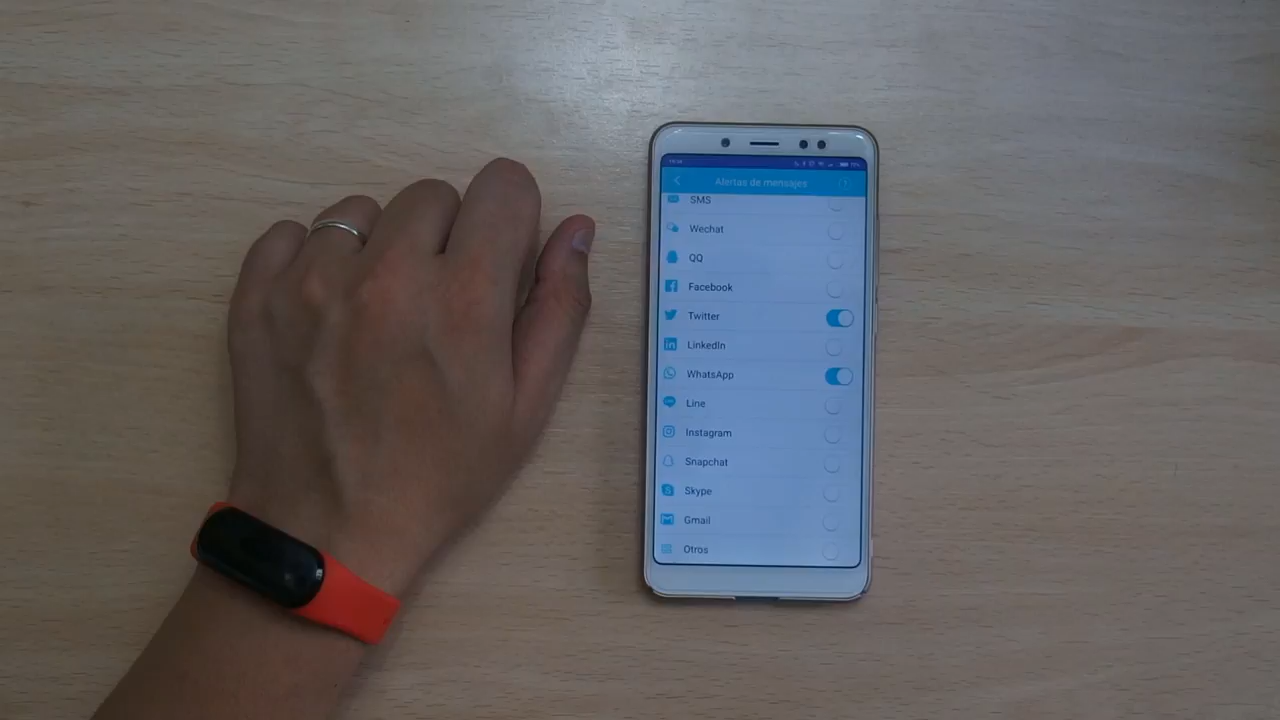 Alertas de mensajes
SMS
Wechat
QQ
Facebook
Twitter
LinkedIn
WhatsApp
Line
Instagram
Snapchat
Skype
Gmail
Otros